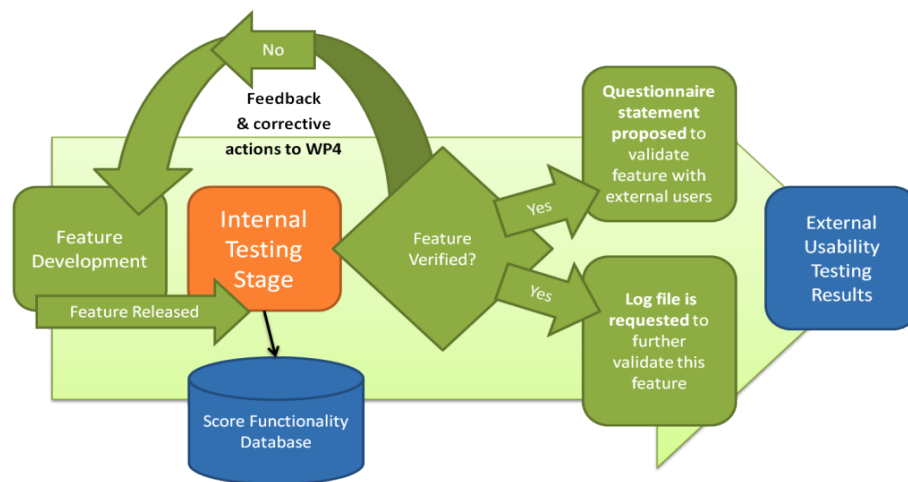 No
Feedback
& corrective
actions to WP4
Feature
Development
Feature Released
Internal
Testing
Stage
Score Functionality
Database
Feature
Verified?
Yes
Yes
Questionnaire
statement
proposed to
validate
feature with
external users
Log file is
requested to
further
validate this
feature
External
Usability
Testing
Results